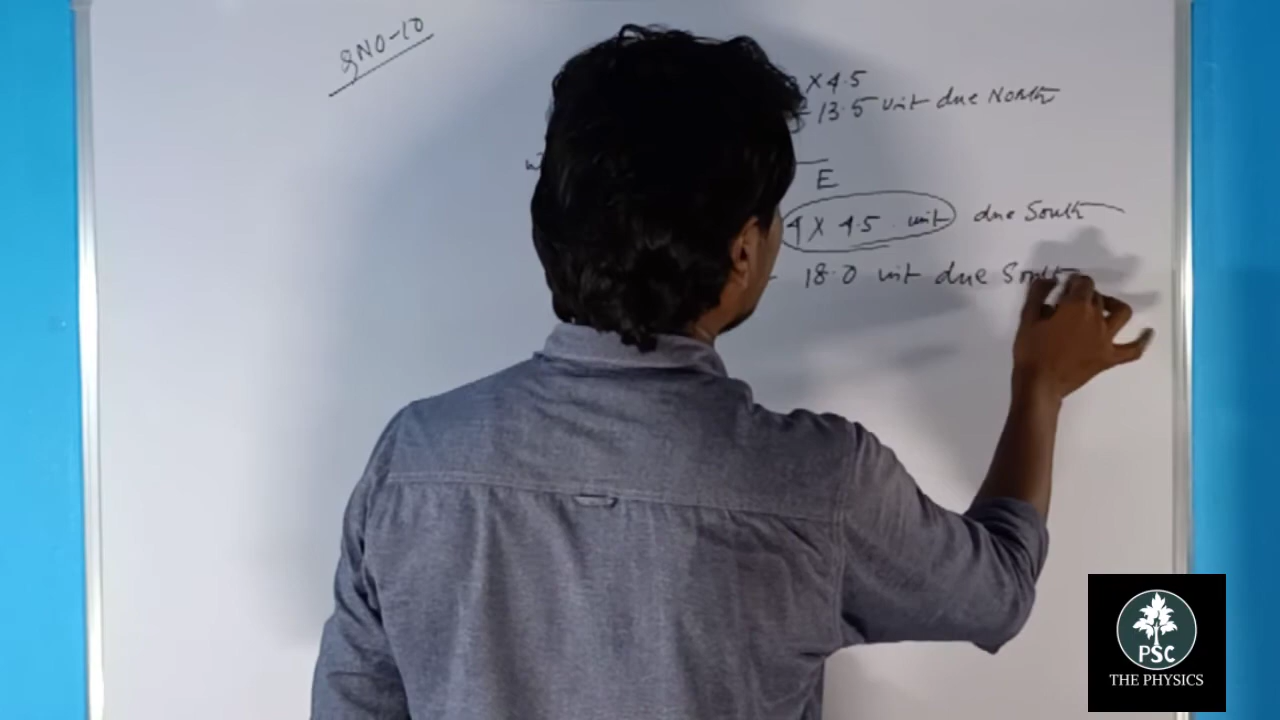 QNO-10
X 4.5
13.5 unit due North
E
4 X 4.5 unit due South
18.0 unit due South
PSC
THE PHYSICS